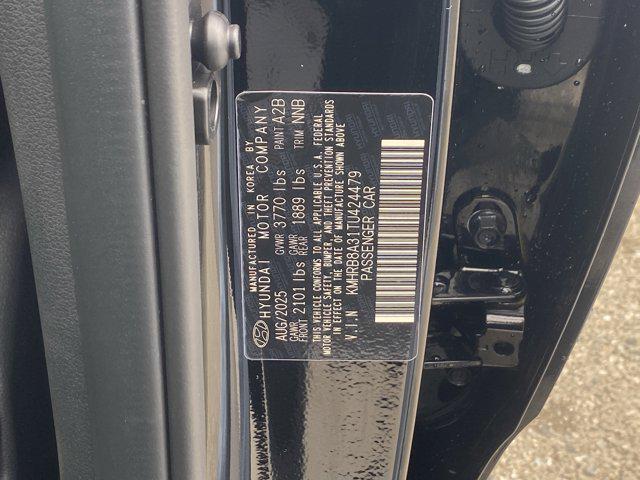 MANUFACTURED IN KOREA BY
HYUNDAI MOTOR COMPANY
AUG/2025 GVWR 3770 lbs PAINT A2B
GAWR FRONT 2101 lbs GAWR REAR 1889 lbs TRIM NNB
THIS VEHICLE CONFORMS TO ALL APPLICABLE U.S.A. FEDERAL
MOTOR VEHICLE SAFETY, BUMPER, AND THEFT PREVENTION STANDARDS
IN EFFECT ON THE DATE OF MANUFACTURE SHOWN ABOVE
V.I.N KMHRB8A31TU424479
PASSENGER CAR